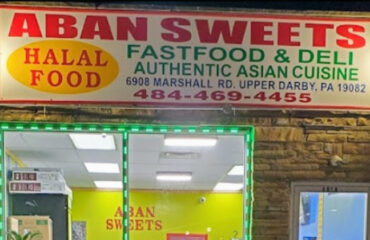 ABAN SWEETS
HALAL
FOOD
FASTFOOD & DELI
AUTHENTIC ASIAN CUISINE
6908 MARSHALL RD. UPPER DARBY, PA 19082
484-469-4455
ABAN
SWEETS